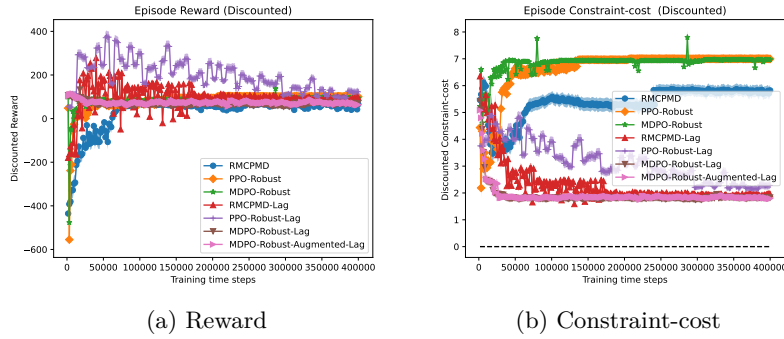 Episode Reward (Discounted)
400
200
0
−200
−400
−600
Discounted Reward
RMCPMD
PPO-Robust
MDPO-Robust
RMCPMD-Lag
PPO-Robust-Lag
MDPO-Robust-Lag
MDPO-Robust-Augmented-Lag
0 50000 100000 150000 200000 250000 300000 350000 400000
Training time steps
(a) Reward
Episode Constraint-cost (Discounted)
8
7
6
5
4
3
2
1
0
Discounted Constraint-cost
RMCPMD
PPO-Robust
MDPO-Robust
RMCPMD-Lag
PPO-Robust-Lag
MDPO-Robust-Lag
MDPO-Robust-Augmented-Lag
0 50000 100000 150000 200000 250000 300000 350000 400000
Training time steps
(b) Constraint-cost